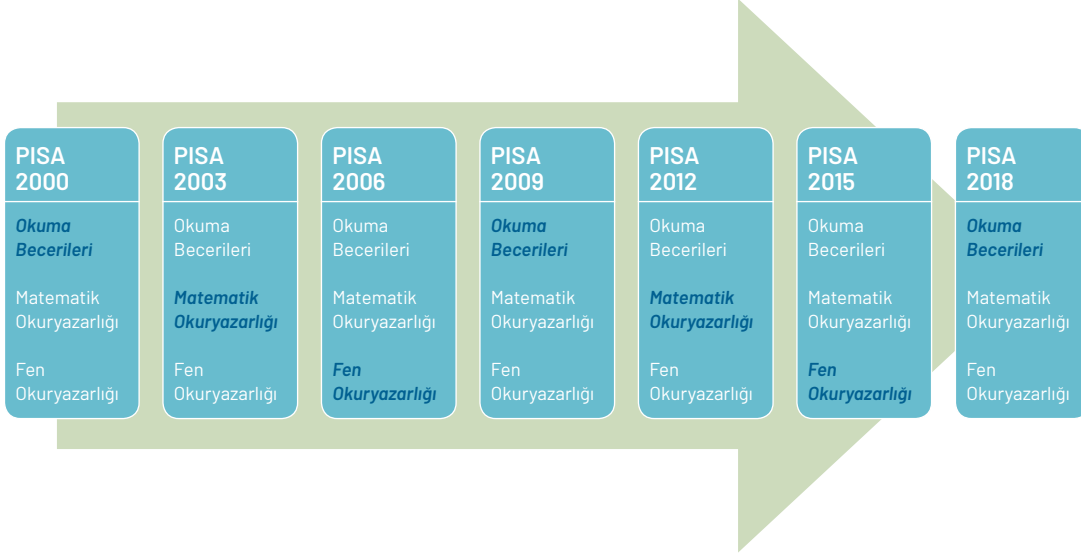 PISA
2000
Okuma
Becerileri
Matematik
Okuryazarlığı
Fen
Okuryazarlığı
PISA
2003
Okuma
Becerileri
Matematik
Okuryazarlığı
Fen
Okuryazarlığı
PISA
2006
Okuma
Becerileri
Matematik
Okuryazarlığı
Fen
Okuryazarlığı
PISA
2009
Okuma
Becerileri
Matematik
Okuryazarlığı
Fen
Okuryazarlığı
PISA
2012
Okuma
Becerileri
Matematik
Okuryazarlığı
Fen
Okuryazarlığı
PISA
2015
Okuma
Becerileri
Matematik
Okuryazarlığı
Fen
Okuryazarlığı
PISA
2018
Okuma
Becerileri
Matematik
Okuryazarlığı
Fen
Okuryazarlığı